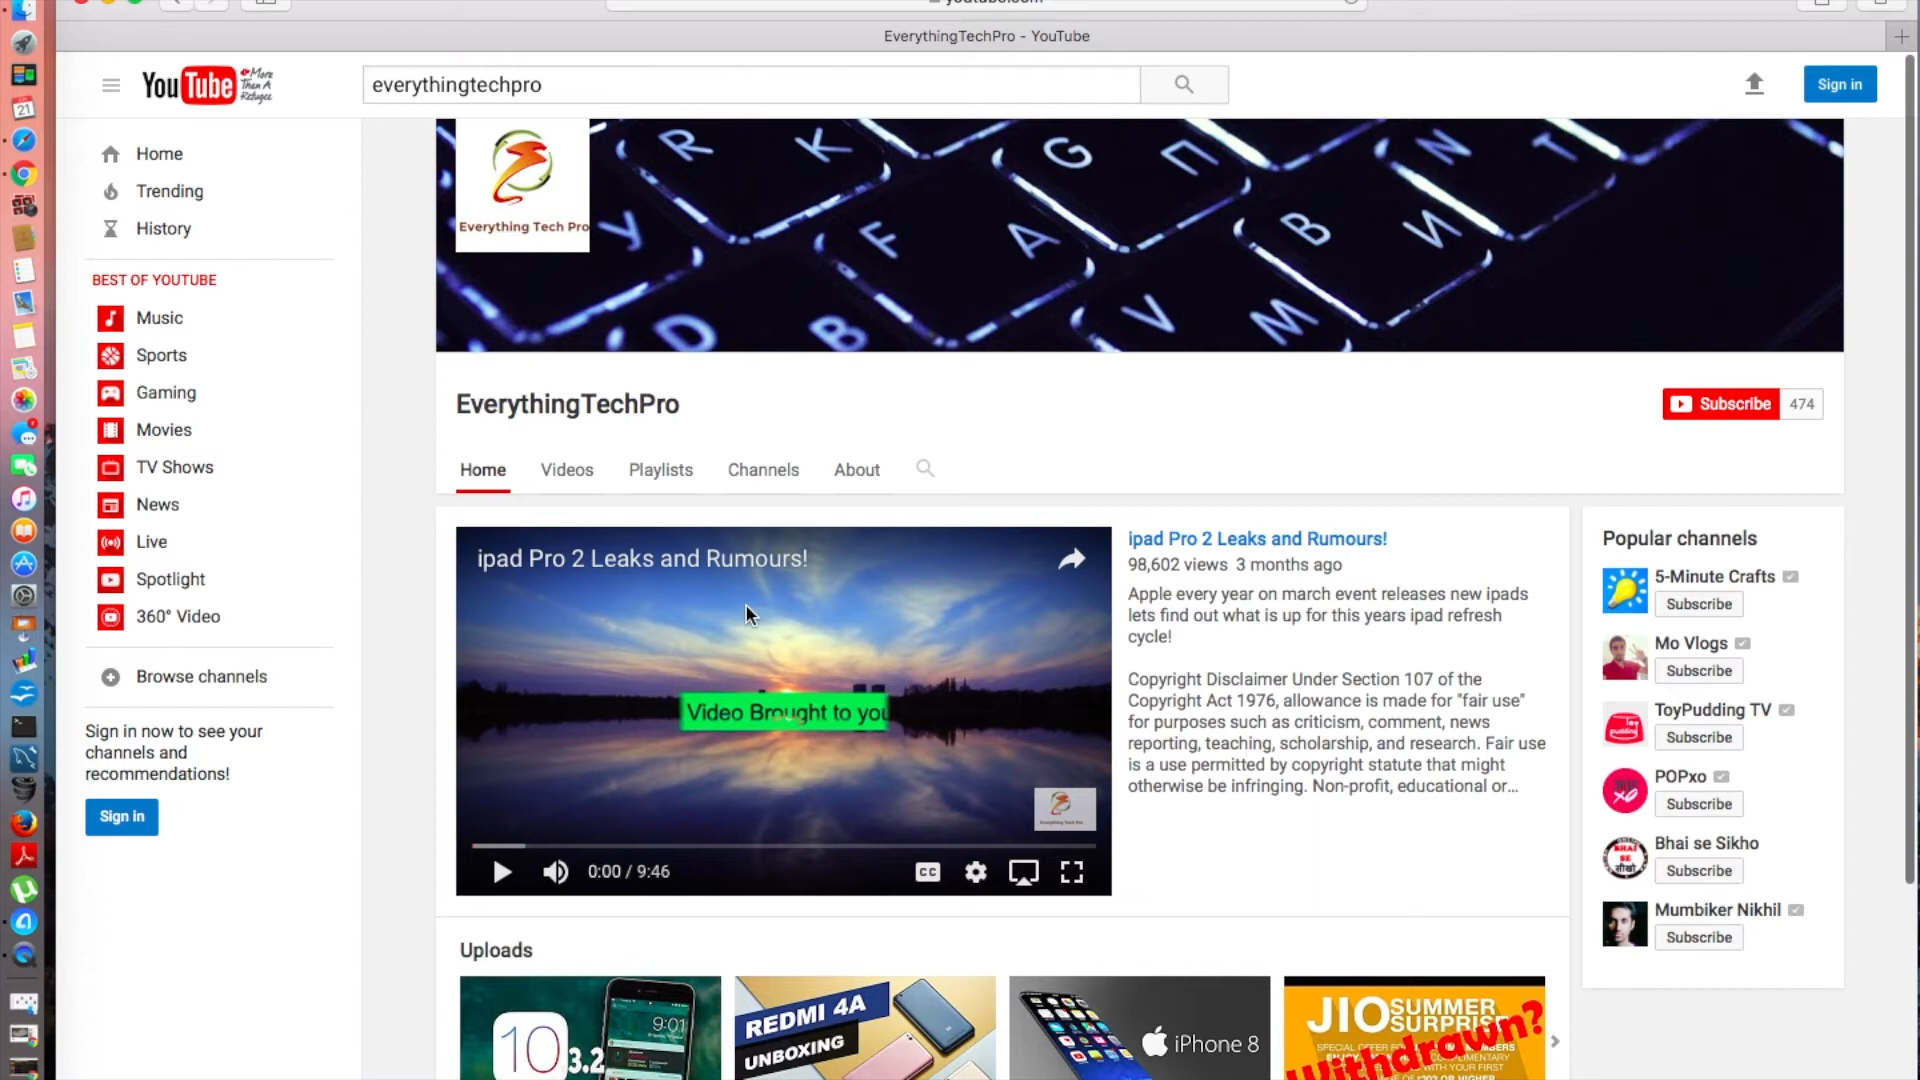 EverythingTechPro - YouTube
YouTube
More
Than A
Refugee
everythingtechpro
Sign in
Home
Trending
History
BEST OF YOUTUBE
Music
Sports
Gaming
Movies
TV Shows
News
Live
Spotlight
360° Video
Browse channels
Sign in now to see your
channels and
recommendations!
Sign in
21
Everything Tech Pro
R K G П N T
У F A B И
D B V M
EverythingTechPro
Subscribe 474
Home Videos Playlists Channels About
ipad Pro 2 Leaks and Rumours!
Video Brought to you
0:00 / 9:46
CC
ipad Pro 2 Leaks and Rumours!
98,602 views 3 months ago
Apple every year on march event releases new ipads
lets find out what is up for this years ipad refresh
cycle!
Copyright Disclaimer Under Section 107 of the
Copyright Act 1976, allowance is made for "fair use"
for purposes such as criticism, comment, news
reporting, teaching, scholarship, and research. Fair use
is a use permitted by copyright statute that might
otherwise be infringing. Non-profit, educational or...
Popular channels
5-Minute Crafts
Subscribe
Mo Vlogs
Subscribe
ToyPudding TV
Subscribe
POPxo
Subscribe
Bhai se Sikho
BHAI
SE
सीखो
Subscribe
Mumbiker Nikhil
Subscribe
Uploads
10
3.2
9:01
REDMI 4A
UNBOXING
iPhone 8
JIO SUMMER
SURPRISE
Withdrawn?